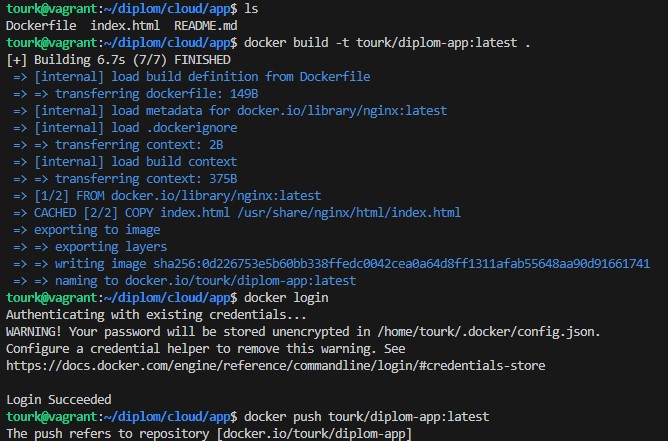 tourk@vagrant:~/diplom/cloud/app$ ls
Dockerfile  index.html  README.md
tourk@vagrant:~/diplom/cloud/app$ docker build -t tourk/diplom-app:latest .
[+] Building 6.7s (7/7) FINISHED
 => [internal] load build definition from Dockerfile
 => => transferring dockerfile: 149B
 => [internal] load metadata for docker.io/library/nginx:latest
 => [internal] load .dockerignore
 => => transferring context: 2B
 => [internal] load build context
 => => transferring context: 375B
 => [1/2] FROM docker.io/library/nginx:latest
 => CACHED [2/2] COPY index.html /usr/share/nginx/html/index.html
 => exporting to image
 => => exporting layers
 => => writing image sha256:0d226753e5b60bb338ffedc0042cea0a64d8ff1311afab55648aa90d91661741
 => => naming to docker.io/tourk/diplom-app:latest
tourk@vagrant:~/diplom/cloud/app$ docker login
Authenticating with existing credentials...
WARNING! Your password will be stored unencrypted in /home/tourk/.docker/config.json.
Configure a credential helper to remove this warning. See
https://docs.docker.com/engine/reference/commandline/login/#credentials-store

Login Succeeded
tourk@vagrant:~/diplom/cloud/app$ docker push tourk/diplom-app:latest
The push refers to repository [docker.io/tourk/diplom-app]